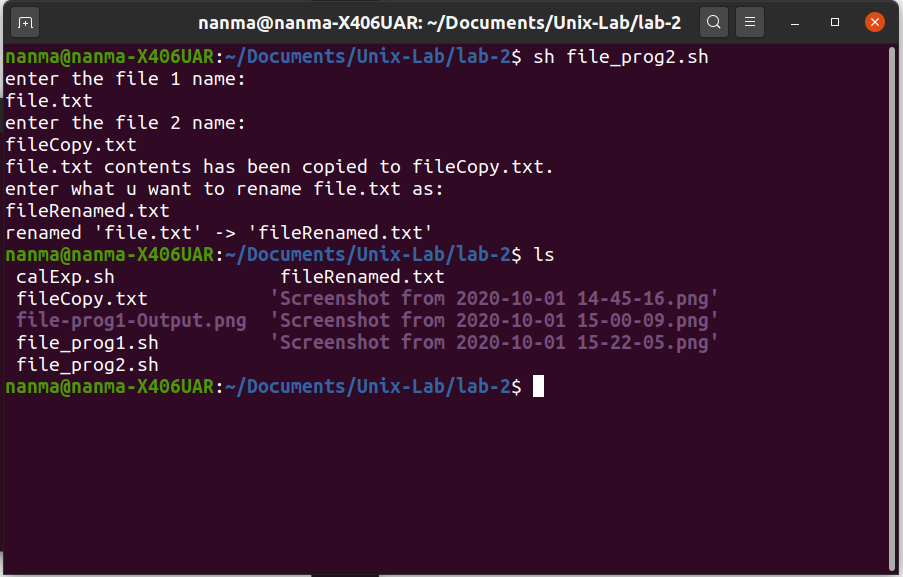 nanma@nanma-X406UAR: ~/Documents/Unix-Lab/lab-2
nanma@nanma-X406UAR:~/Documents/Unix-Lab/lab-2$ sh file_prog2.sh
enter the file 1 name:
file.txt
enter the file 2 name:
fileCopy.txt
file.txt contents has been copied to fileCopy.txt.
enter what u want to rename file.txt as:
fileRenamed.txt
renamed 'file.txt' -> 'fileRenamed.txt'
nanma@nanma-X406UAR:~/Documents/Unix-Lab/lab-2$ ls
calExp.sh fileRenamed.txt
fileCopy.txt 'Screenshot from 2020-10-01 14-45-16.png'
file-prog1-Output.png 'Screenshot from 2020-10-01 15-00-09.png'
file_prog1.sh 'Screenshot from 2020-10-01 15-22-05.png'
file_prog2.sh
nanma@nanma-X406UAR:~/Documents/Unix-Lab/lab-2$